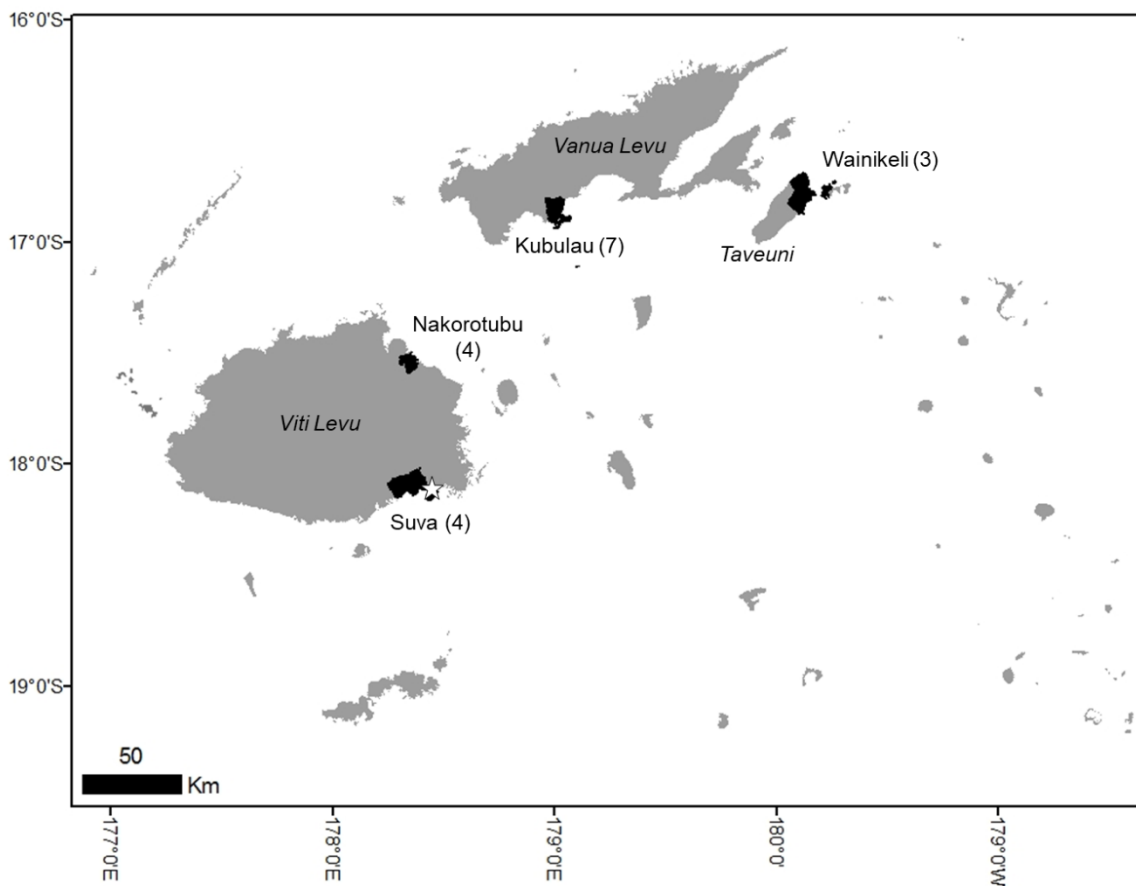 16°0'S
Vanua Levu
Wainikeli (3)
17°0'S
Kubulau (7)
Taveuni
Nakorotubu
(4)
Viti Levu
18°0'S
Suva (4)
19°0'S
50
Km
177°0'E
178°0'E
179°0'E
180°0'
179°0'W